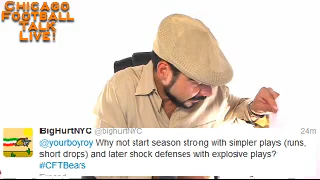 CHICAGO
FOOTBALL
TALK
LIVE!
BigHurtNYC @bighurtNYC 24m
@yourboyroy Why not start season strong with simpler plays (runs,
short drops) and later shock defenses with explosive plays?
#CFTBears